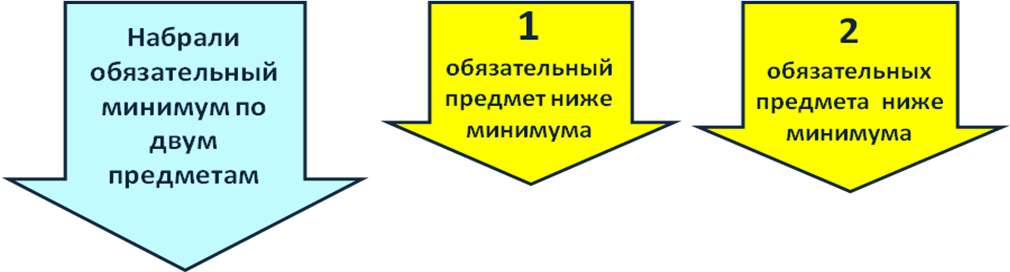 Набрали
обязательный
минимум по
двум
предметам
1
обязательный
предмет ниже
минимума
2
обязательных
предмета ниже
минимума